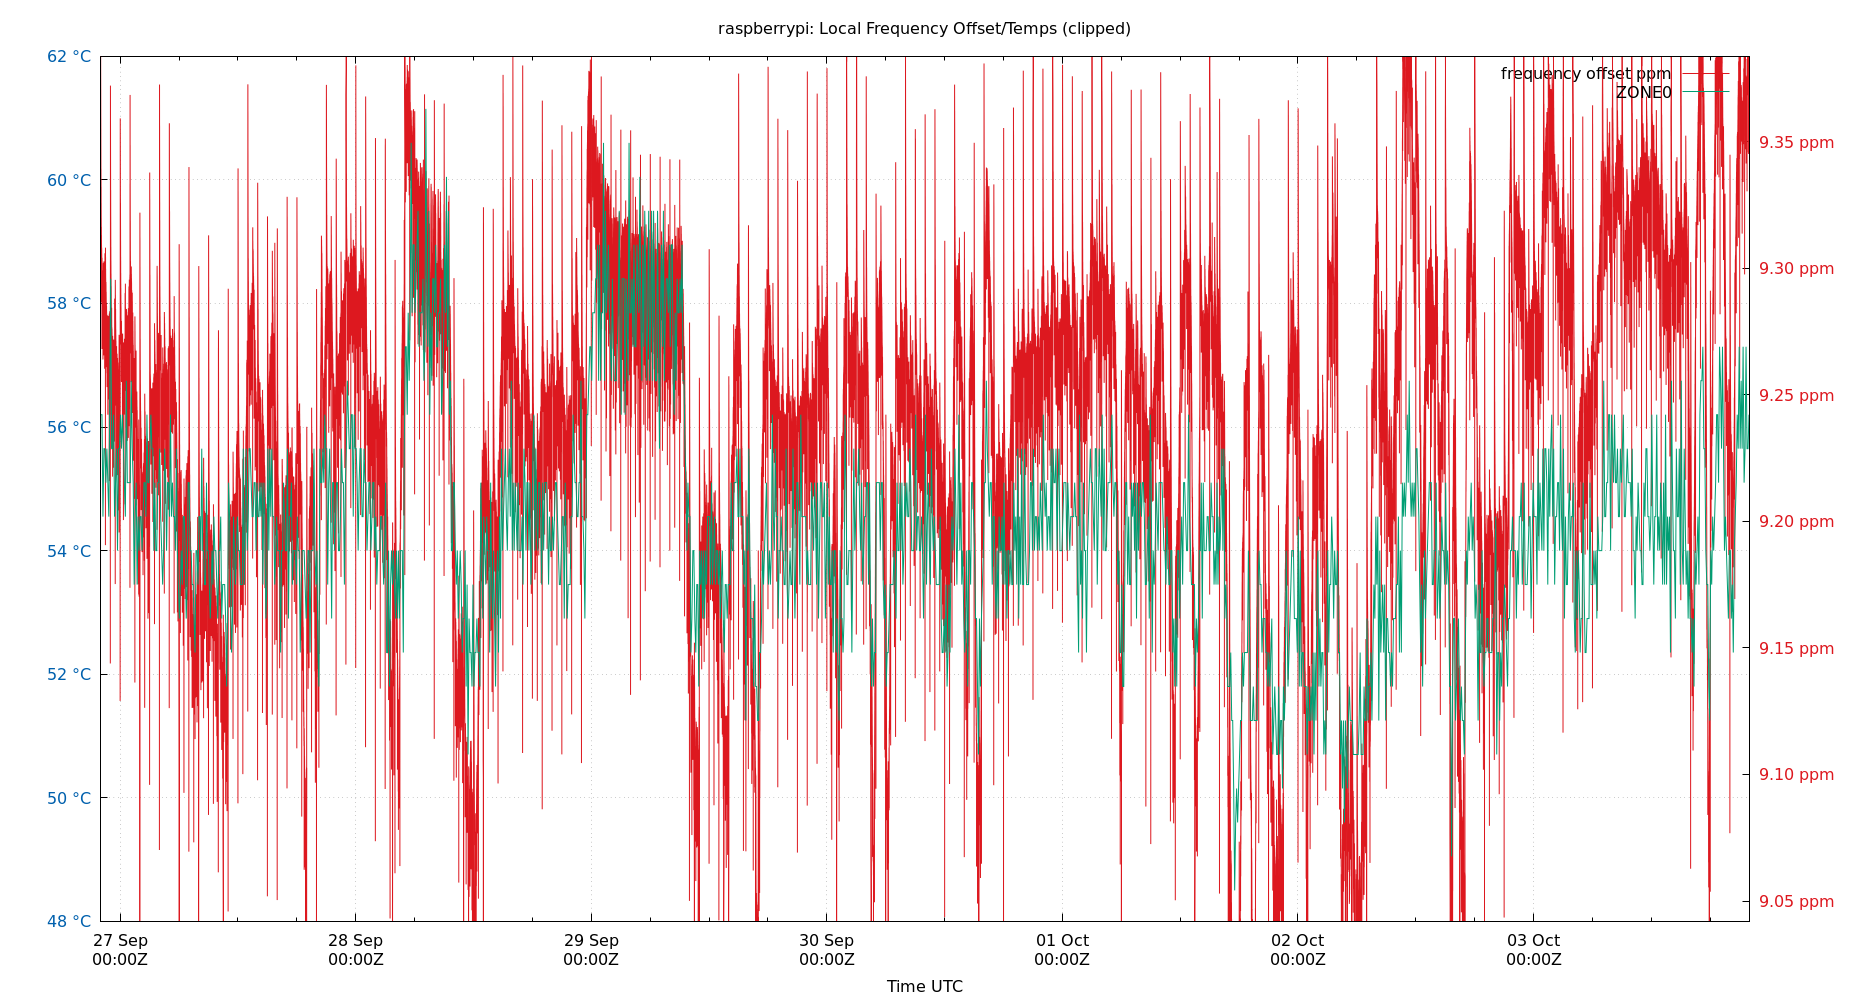 raspberrypi: Local Frequency Offset/Temps (clipped)
62 °C
60 °C
58 °C
56 °C
54 °C
52 °C
50 °C
48 °C
frequency offset ppm
ZONE0
9.35 ppm
9.30 ppm
9.25 ppm
9.20 ppm
9.15 ppm
9.10 ppm
9.05 ppm
27 Sep 28 Sep 29 Sep 30 Sep 01 Oct 02 Oct 03 Oct
00:00Z 00:00Z 00:00Z 00:00Z 00:00Z 00:00Z 00:00Z
Time UTC